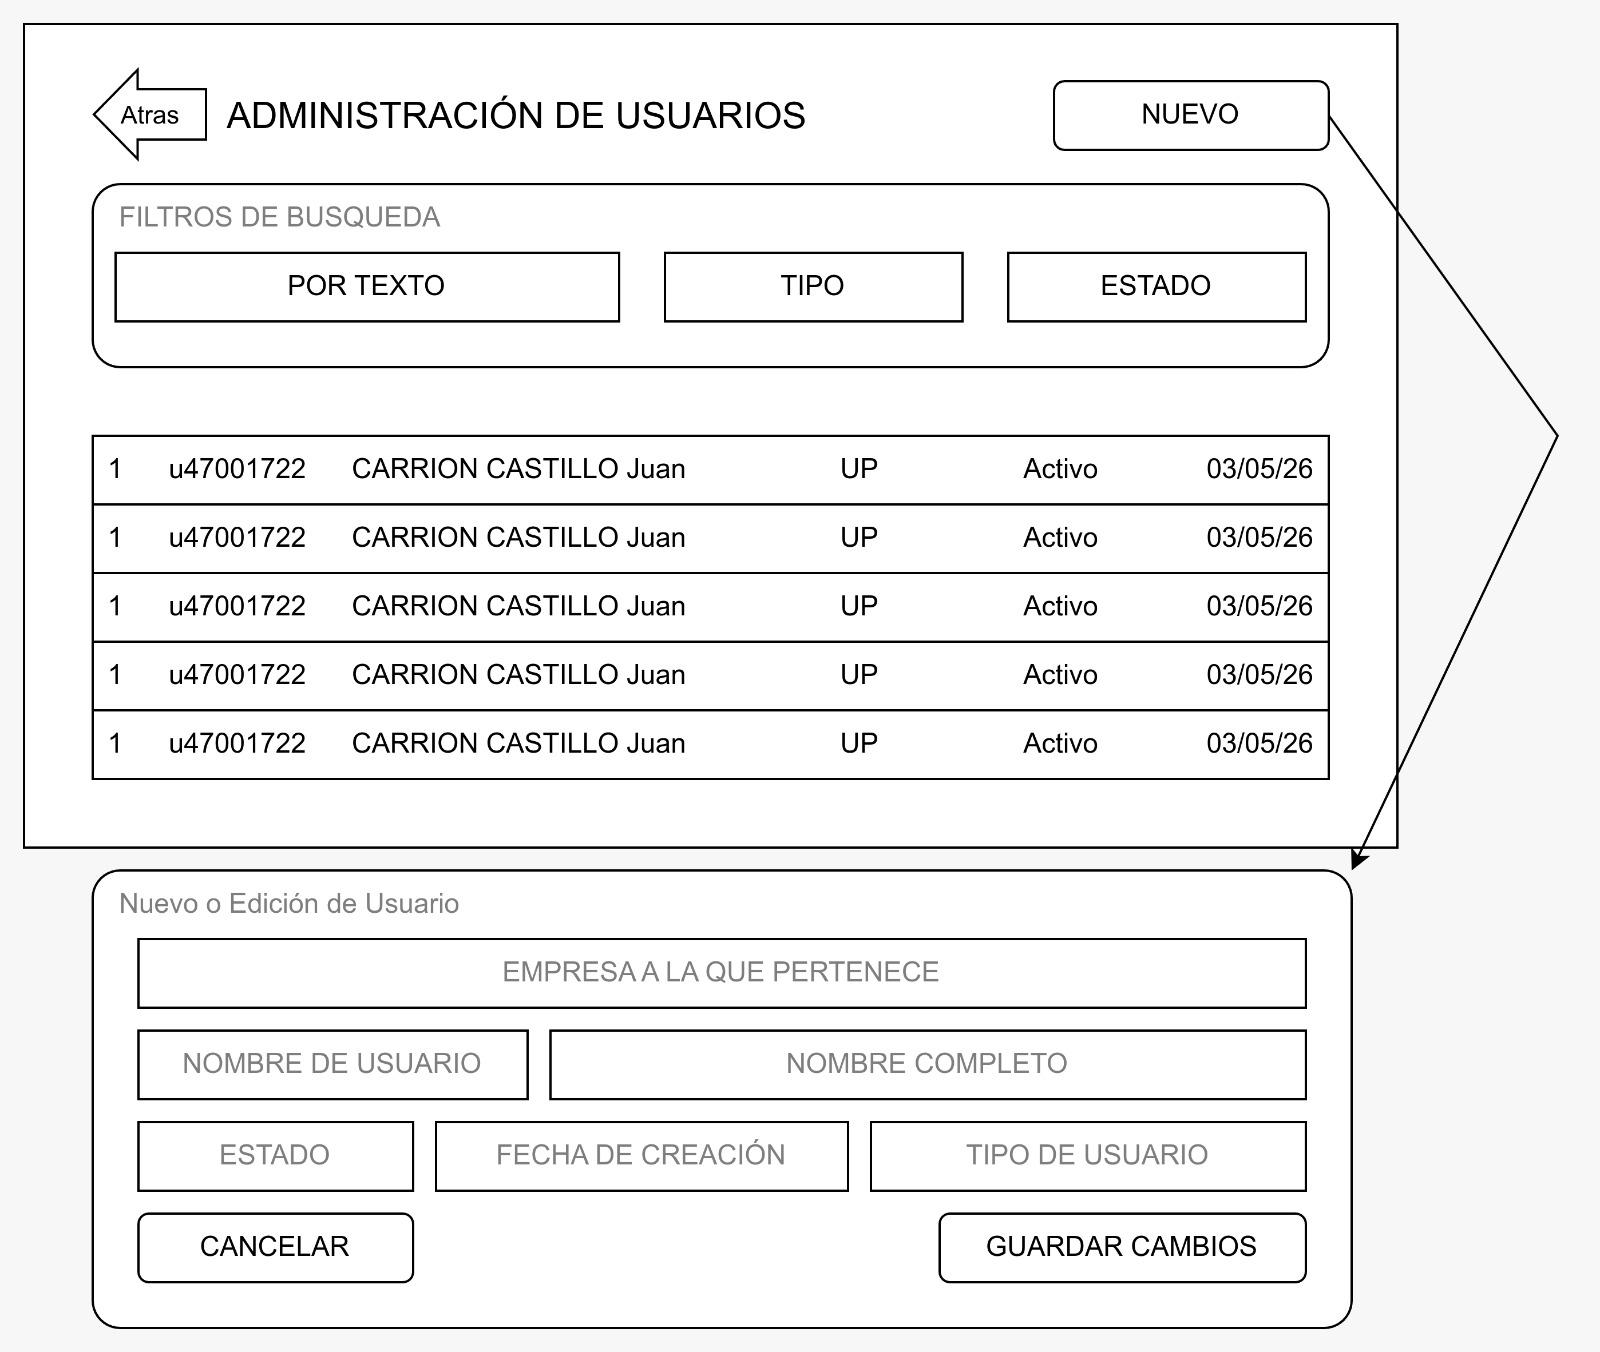 Atras ADMINISTRACIÓN DE USUARIOS NUEVO
FILTROS DE BUSQUEDA
POR TEXTO TIPO ESTADO
1 u47001722 CARRION CASTILLO Juan UP Activo 03/05/26
1 u47001722 CARRION CASTILLO Juan UP Activo 03/05/26
1 u47001722 CARRION CASTILLO Juan UP Activo 03/05/26
1 u47001722 CARRION CASTILLO Juan UP Activo 03/05/26
1 u47001722 CARRION CASTILLO Juan UP Activo 03/05/26
Nuevo o Edición de Usuario
EMPRESA A LA QUE PERTENECE
NOMBRE DE USUARIO NOMBRE COMPLETO
ESTADO FECHA DE CREACIÓN TIPO DE USUARIO
CANCELAR GUARDAR CAMBIOS